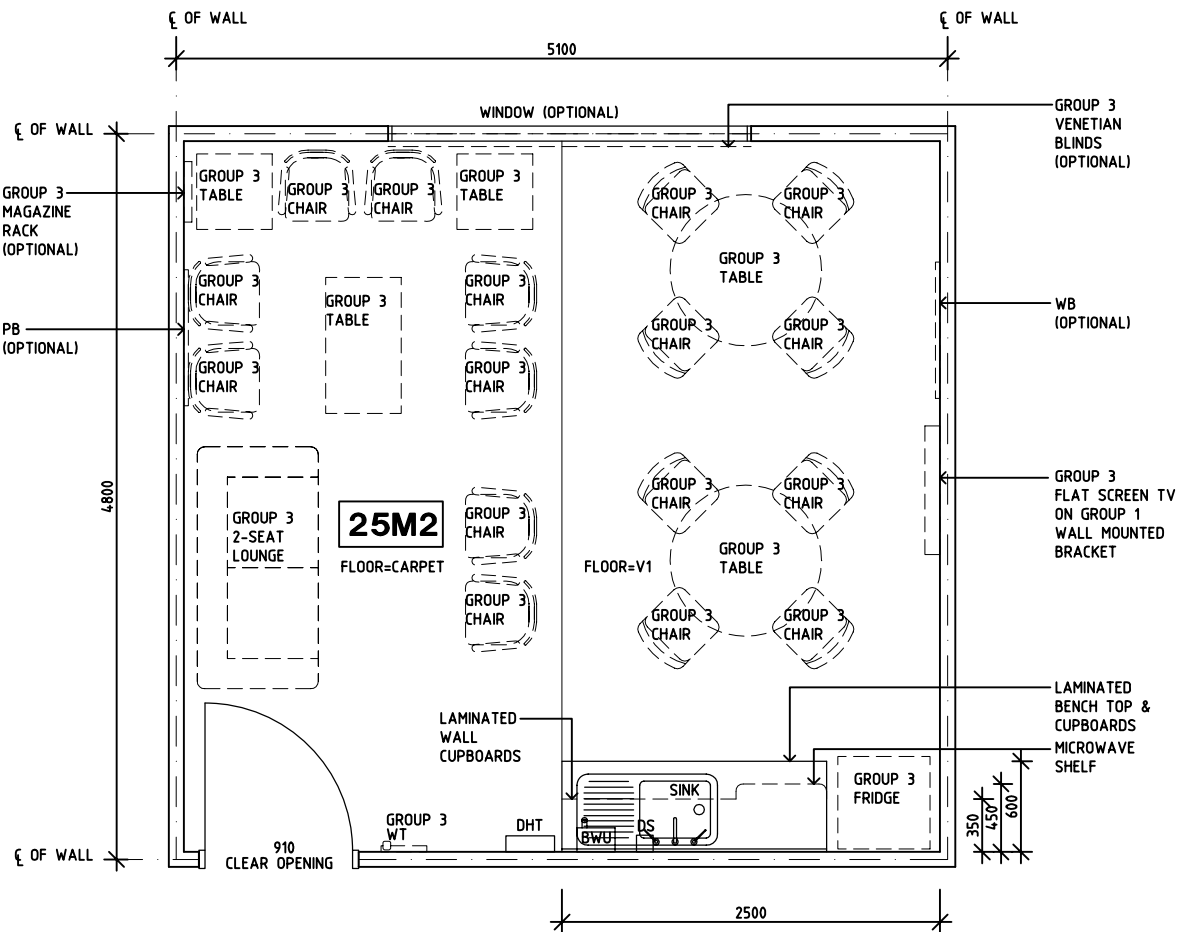 ℄ OF WALL
℄ OF WALL
5100
WINDOW (OPTIONAL)
GROUP 3
VENETIAN
BLINDS
(OPTIONAL)
℄ OF WALL
GROUP 3
MAGAZINE
RACK
(OPTIONAL)
GROUP 3
TABLE
GROUP 3
CHAIR
GROUP 3
CHAIR
GROUP 3
TABLE
GROUP 3
CHAIR
GROUP 3
CHAIR
GROUP 3
TABLE
GROUP 3
CHAIR
GROUP 3
TABLE
GROUP 3
CHAIR
PB
(OPTIONAL)
WB
(OPTIONAL)
GROUP 3
CHAIR
GROUP 3
CHAIR
GROUP 3
CHAIR
GROUP 3
CHAIR
4800
GROUP 3
2-SEAT
LOUNGE
25M2
FLOOR=CARPET
GROUP 3
CHAIR
GROUP 3
CHAIR
FLOOR=V1
GROUP 3
CHAIR
GROUP 3
CHAIR
GROUP 3
TABLE
GROUP 3
CHAIR
GROUP 3
CHAIR
GROUP 3
FLAT SCREEN TV
ON GROUP 1
WALL MOUNTED
BRACKET
LAMINATED
BENCH TOP &
CUPBOARDS
MICROWAVE
SHELF
LAMINATED
WALL
CUPBOARDS
SINK
GROUP 3
FRIDGE
350
450
600
GROUP 3
WT
DHT
BWU
DS
℄ OF WALL
910
CLEAR OPENING
2500